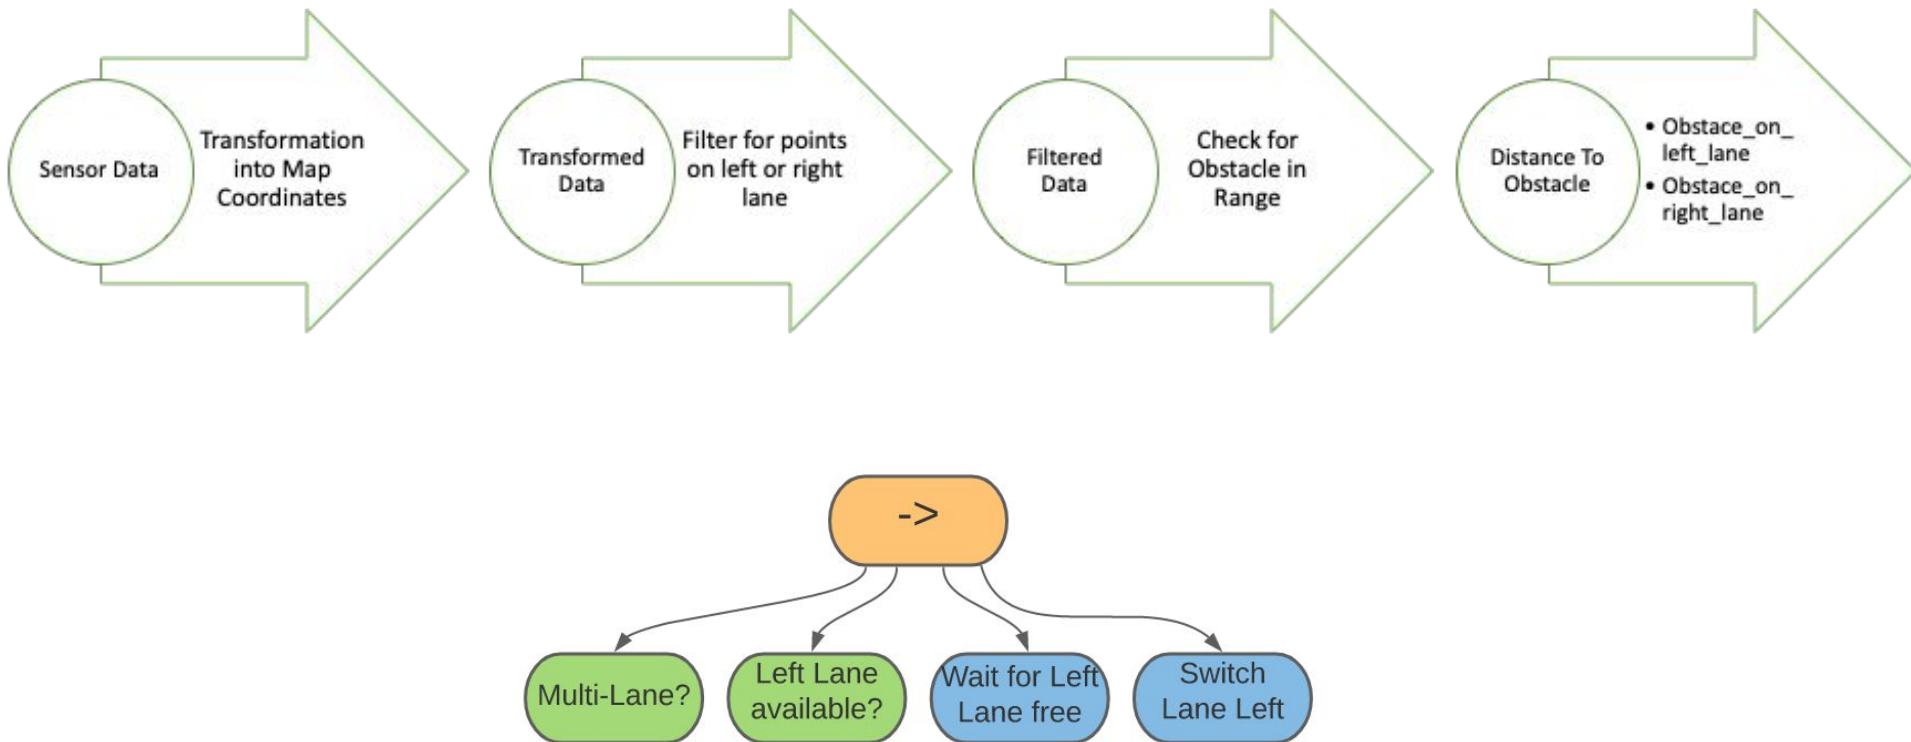 Sensor Data
Transformation
into Map
Coordinates
Transformed
Data
Filter for points
on left or right
lane
Filtered
Data
Check for
Obstacle in
Range
Distance To
Obstacle
• Obstace_on_
left_lane
• Obstace_on_
right_lane
->
Multi-Lane?
Left Lane
available?
Wait for Left
Lane free
Switch
Lane Left